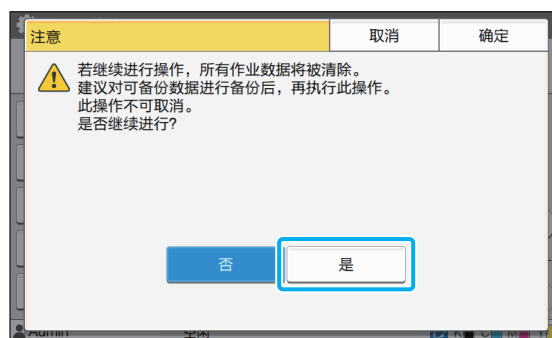 注意
取消
确定
若继续进行操作，所有作业数据将被清除。
建议对可备份数据进行备份后，再执行此操作。
此操作不可取消。
是否继续进行?
否
是
Admin
空闲
K C M Y